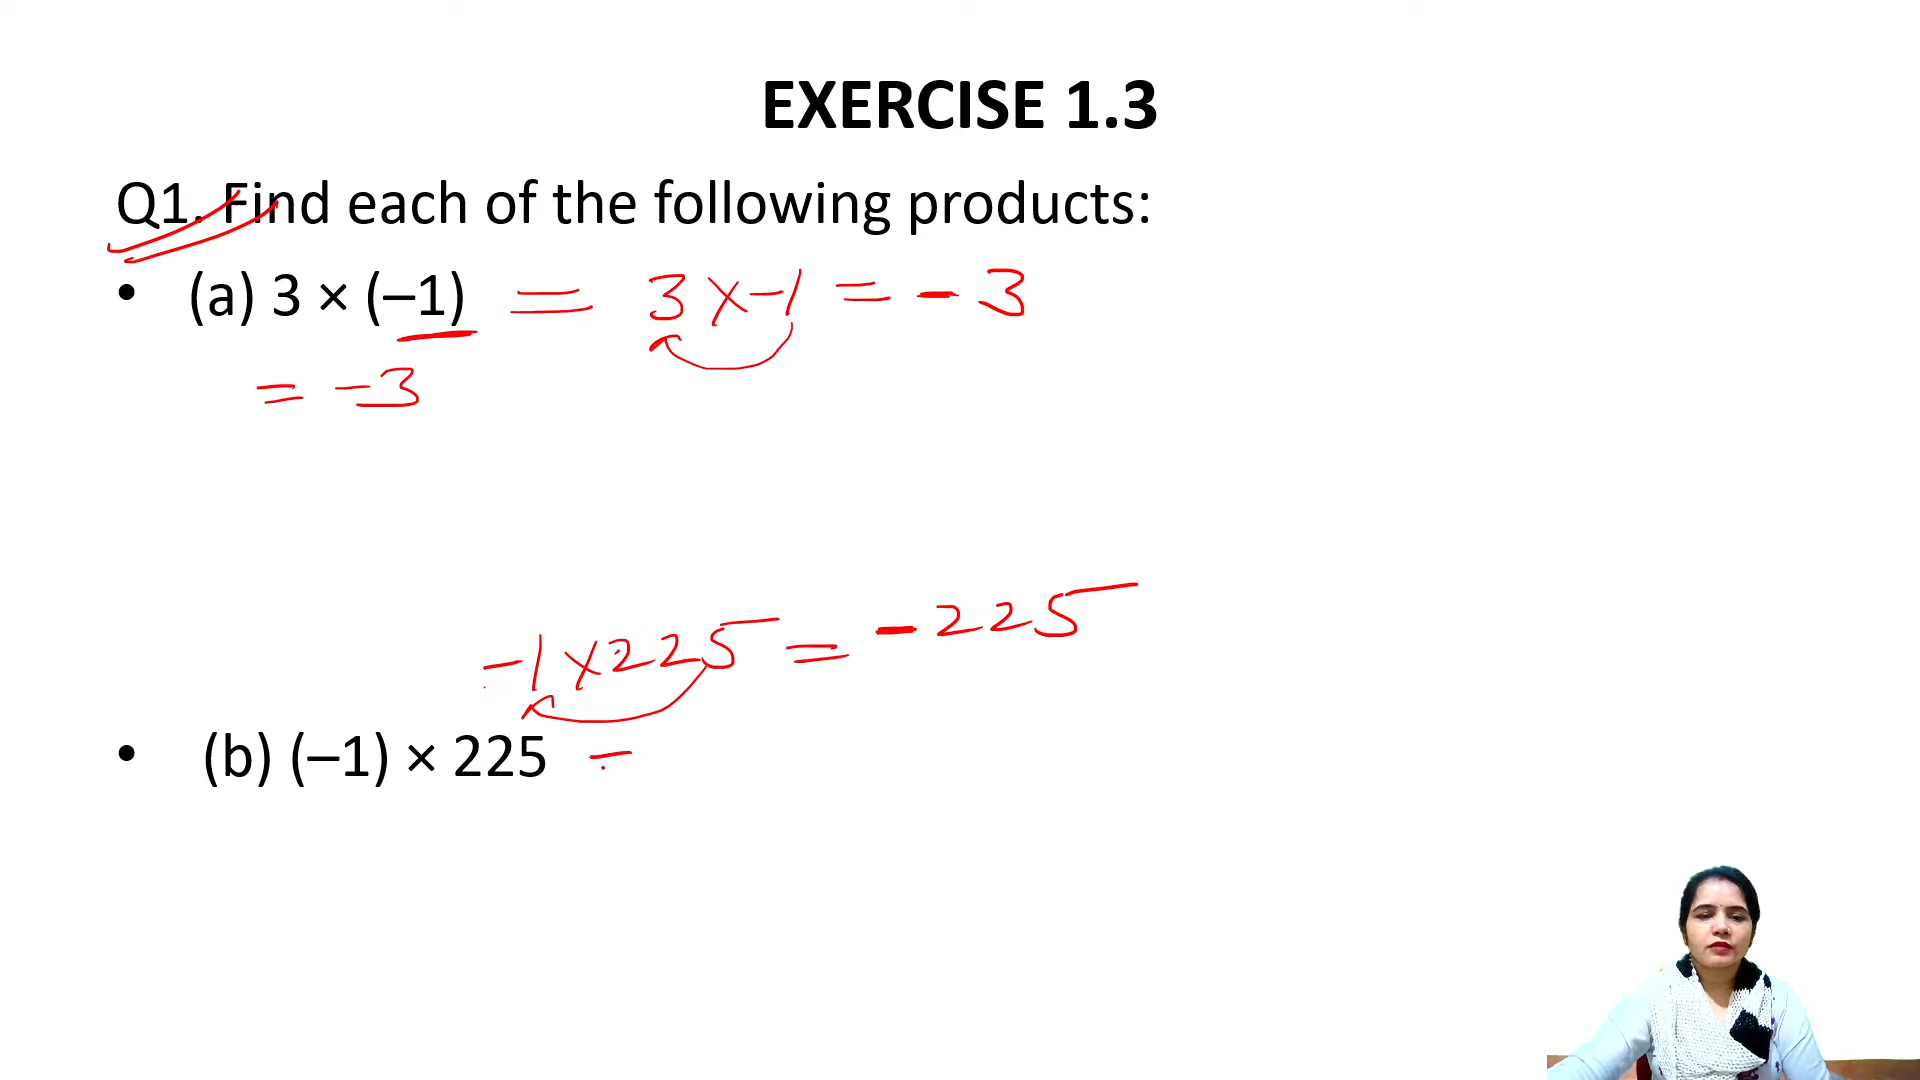 EXERCISE 1.3
Q1. Find each of the following products:
• (a) 3 × (–1) = 3 × -1 = - 3
= -3
-1 × 225 = -225
• (b) (–1) × 225 =